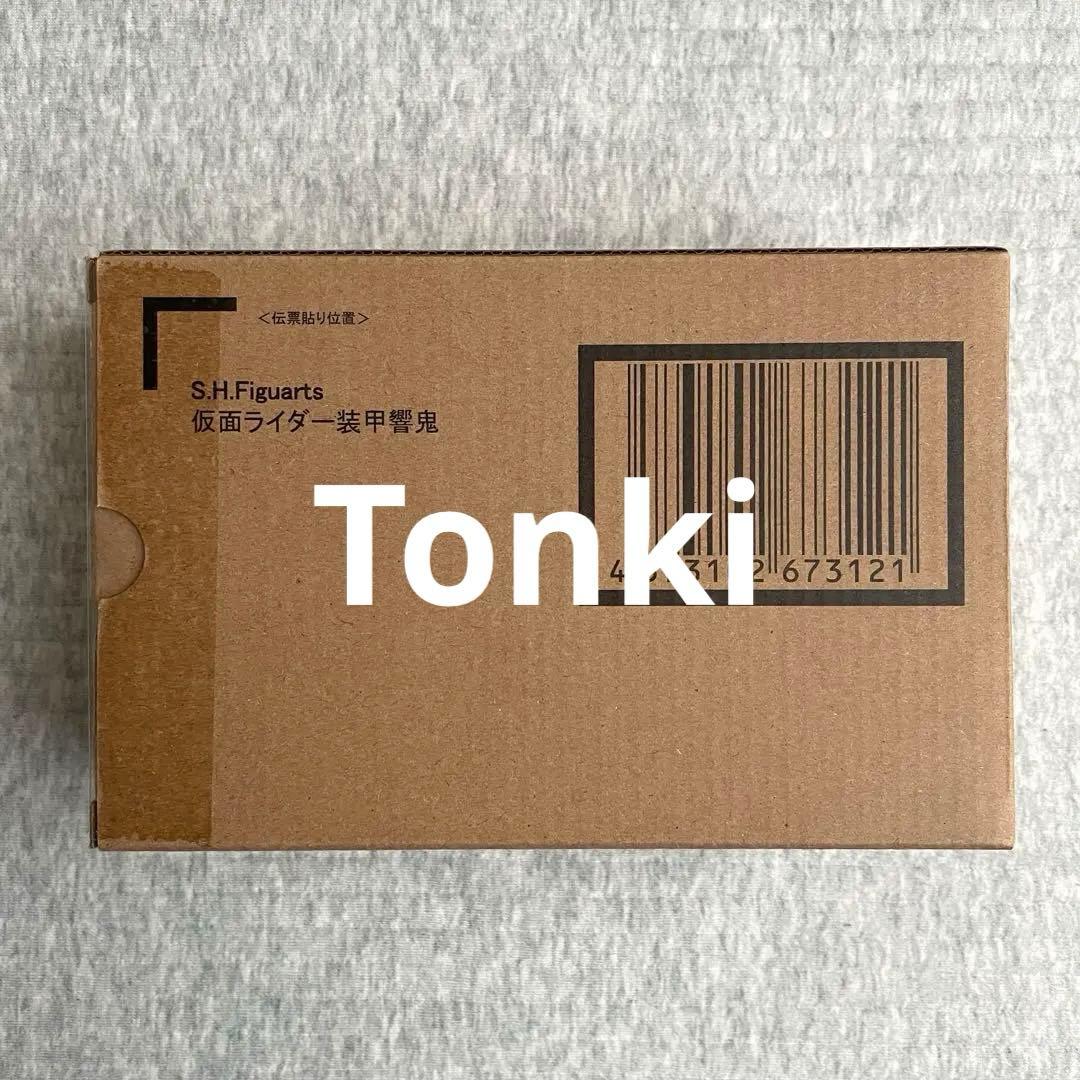 <伝票貼り位置>
S.H.Figuarts
仮面ライダー装甲響鬼
Tonki
673121